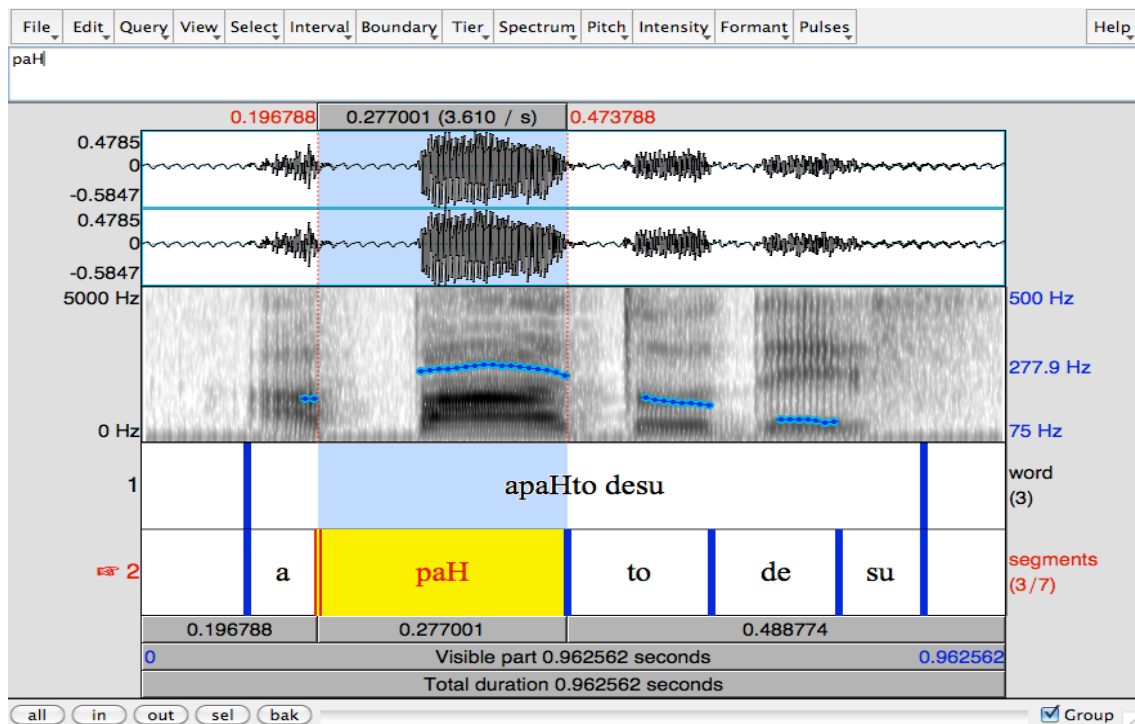 File Edit Query View Select Interval Boundary Tier Spectrum Pitch Intensity Formant Pulses Help
paH
0.196788 0.277001 (3.610 / s) 0.473788
0.4785
0
-0.5847
0.4785
0
-0.5847
5000 Hz 500 Hz
277.9 Hz
0 Hz 75 Hz
1 apaHto desu word
(3)
2 a paH to de su segments
(3/7)
0.196788 0.277001 0.488774
0 Visible part 0.962562 seconds 0.962562
Total duration 0.962562 seconds
all in out sel bak Group